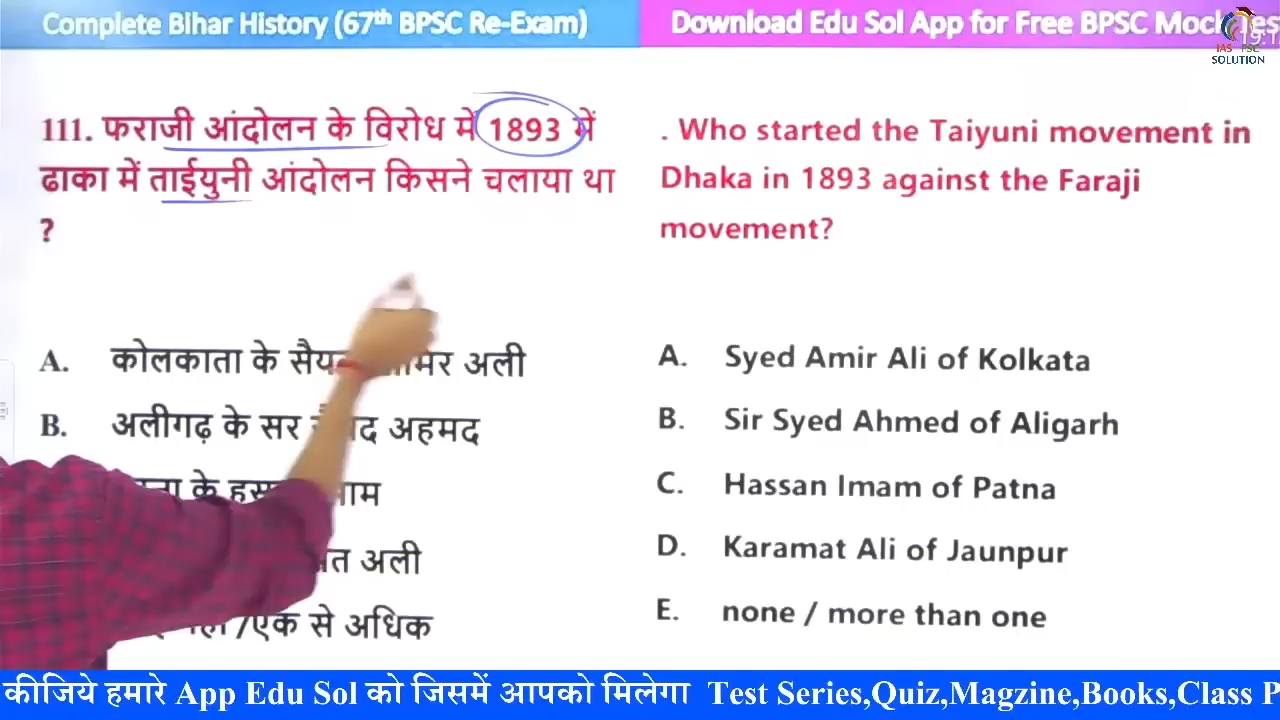 Complete Bihar History (67th BPSC Re-Exam)
Download Edu Sol App for Free BPSC
IAS PSC
SOLUTION
111. फराजी आंदोलन के विरोध में 1893 में
ढाका में ताईयुनी आंदोलन किसने चलाया था
?
A. कोलकाता के अली
B. अलीगढ़ के सर अहमद
के
अली
/एक से अधिक
. Who started the Taiyuni movement in
Dhaka in 1893 against the Faraji
movement?
A. Syed Amir Ali of Kolkata
B. Sir Syed Ahmed of Aligarh
C. Hassan Imam of Patna
D. Karamat Ali of Jaunpur
E. none / more than one
कीजिये हमारे App Edu Sol को जिसमें आपको मिलेगा Test Series,Quiz,Magzine,Books,Class